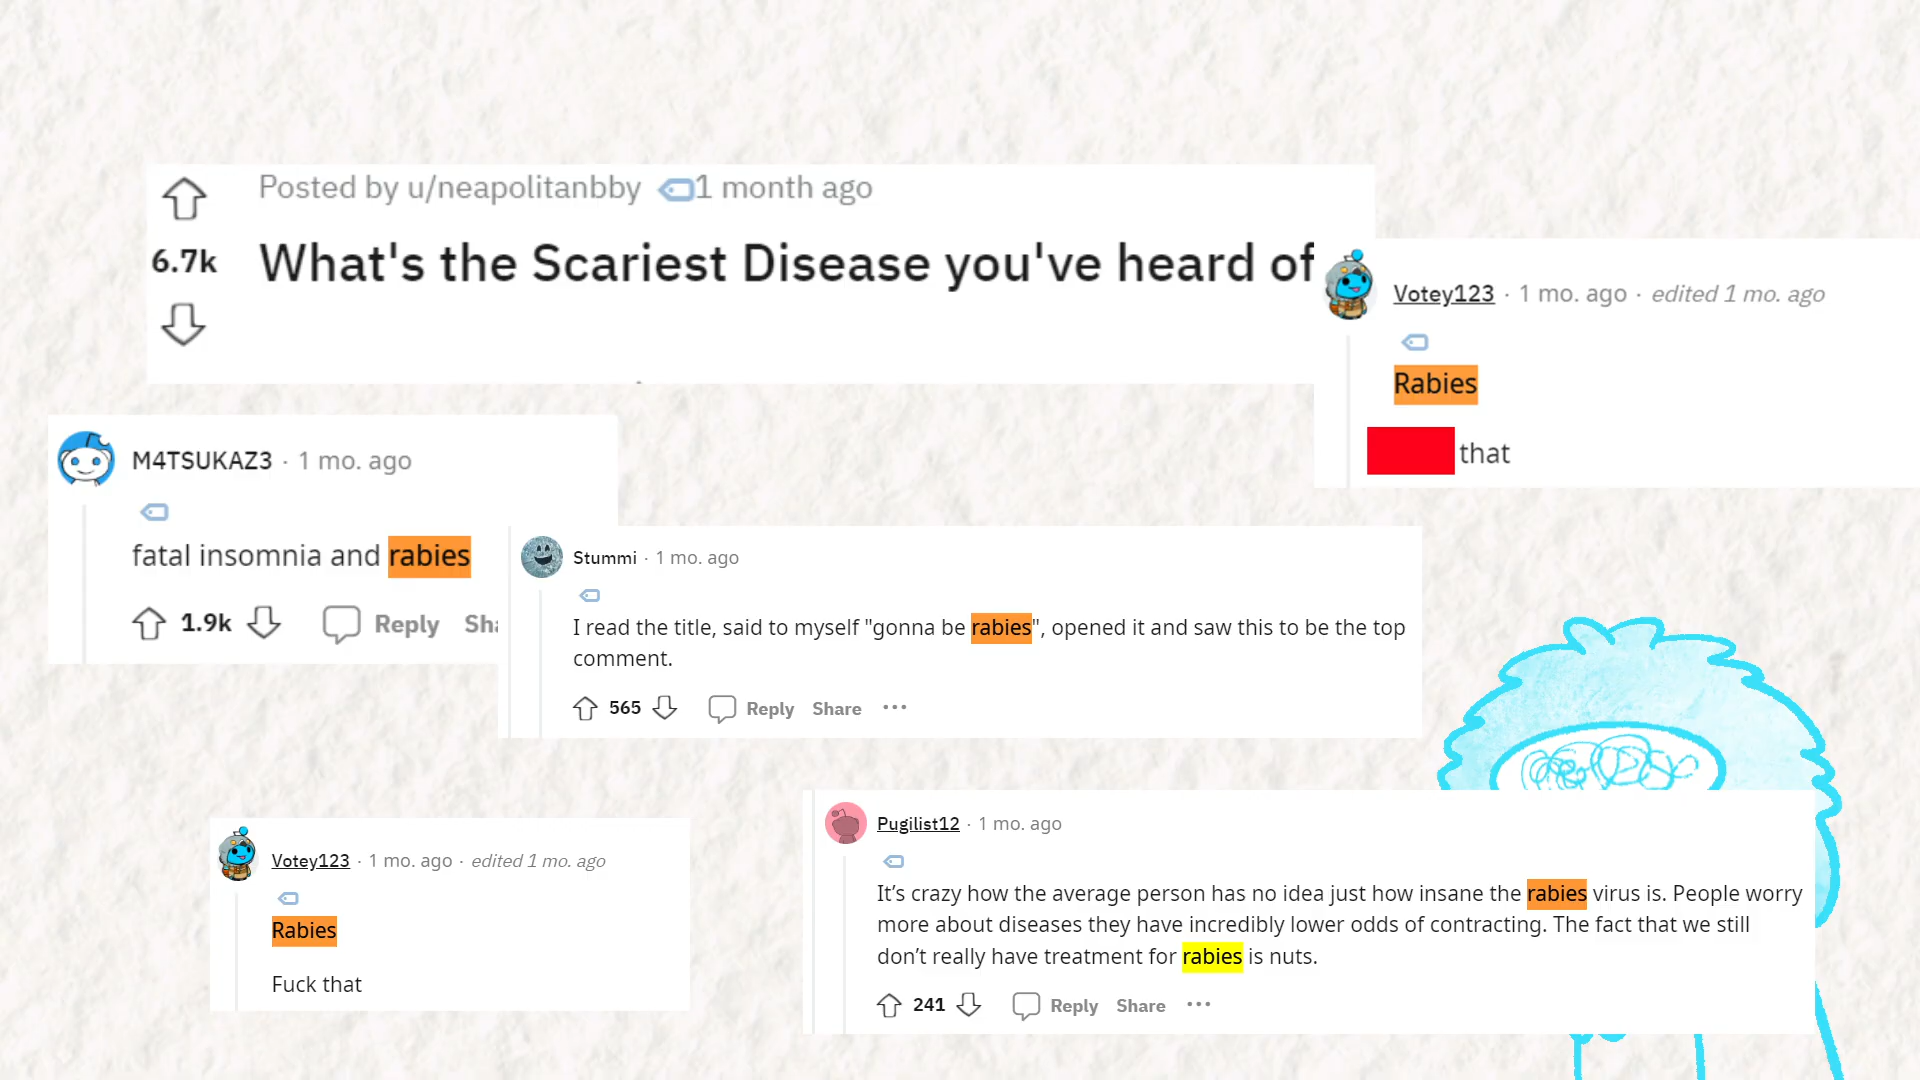 Posted by u/neapolitanbby 1 month ago
6.7k
What's the Scariest Disease you've heard of
Votey123 · 1 mo. ago · edited 1 mo. ago
Rabies
that
M4TSUKAZ3 · 1 mo. ago
fatal insomnia and rabies
1.9k Reply Sha
Stummi · 1 mo. ago
I read the title, said to myself "gonna be rabies", opened it and saw this to be the top
comment.
565 Reply Share ···
Votey123 · 1 mo. ago · edited 1 mo. ago
Rabies
Fuck that
Pugilist12 · 1 mo. ago
It’s crazy how the average person has no idea just how insane the rabies virus is. People worry
more about diseases they have incredibly lower odds of contracting. The fact that we still
don’t really have treatment for rabies is nuts.
241 Reply Share ···